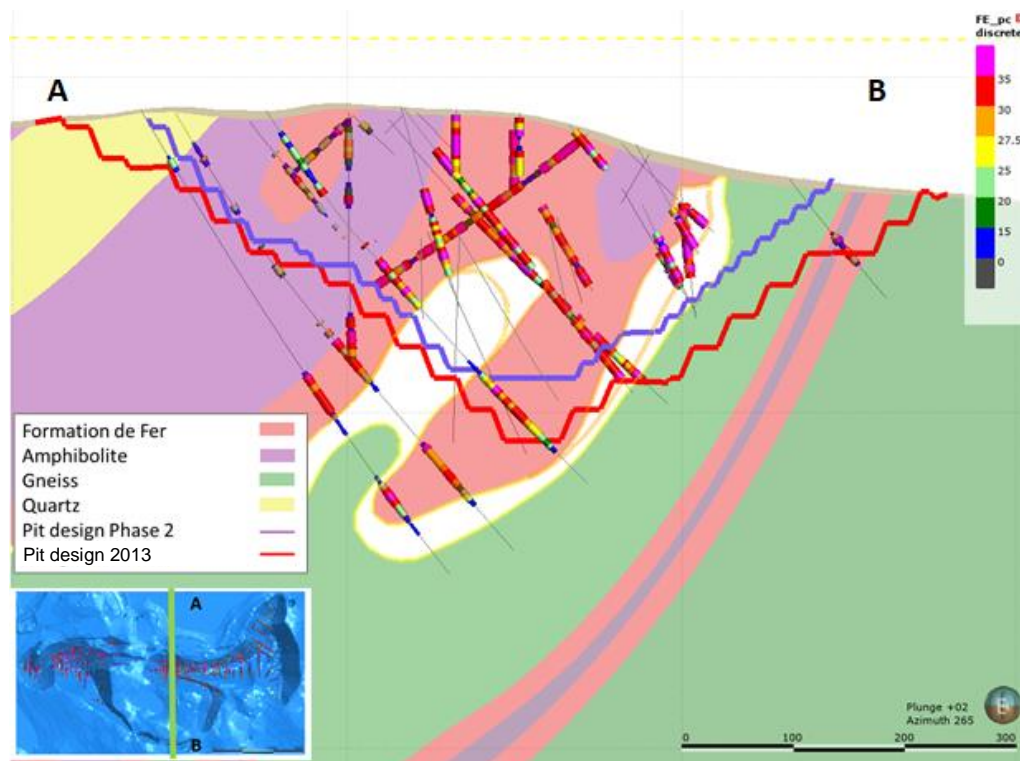 FE_pc
discrete
35
30
27.5
25
20
15
0
A
B
Formation de Fer
Amphibolite
Gneiss
Quartz
Pit design Phase 2
Pit design 2013
A
B
Plunge +02
Azimuth 265
0
100
200
300